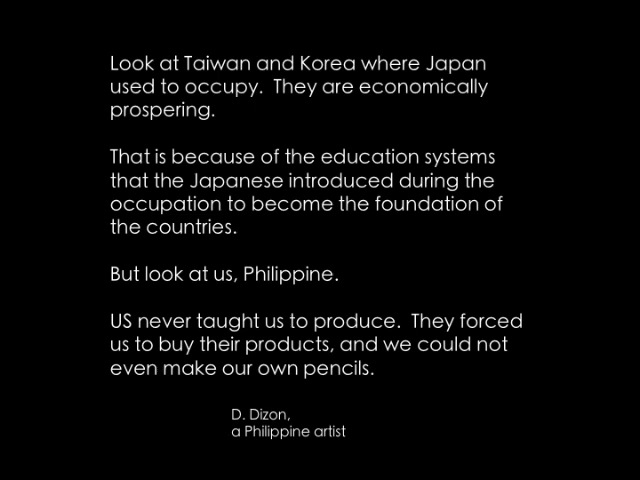 Look at Taiwan and Korea where Japan
used to occupy.  They are economically
prospering.
That is because of the education systems
that the Japanese introduced during the
occupation to become the foundation of
the countries.
But look at us, Philippine.
US never taught us to produce.  They forced
us to buy their products, and we could not
even make our own pencils.
D. Dizon,
a Philippine artist